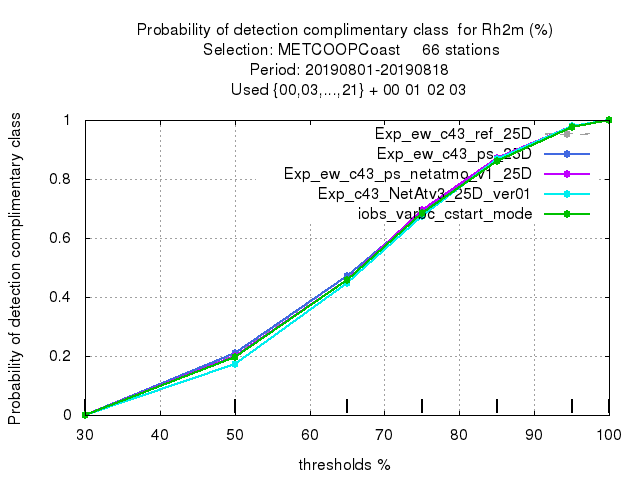 Probability of detection complimentary class  for Rh2m (%)
Selection: METCOOPCoast     66 stations
Period: 20190801-20190818
Used {00,03,...,21} + 00 01 02 03
Probability of detection complimentary class
1
0.8
0.6
0.4
0.2
0
Exp_ew_c43_ref_25D
Exp_ew_c43_ps_25D
Exp_ew_c43_ps_netatmo_v1_25D
Exp_c43_NetAtv3_25D_ver01
iobs_varbc_cstart_mode
30 40 50 60 70 80 90 100
thresholds %